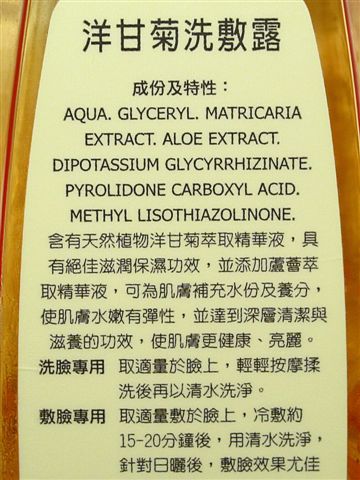 洋甘菊洗敷露
成份及特性：
AQUA. GLYCERYL. MATRICARIA
EXTRACT. ALOE EXTRACT.
DIPOTASSIUM GLYCYRRHIZINATE.
PYROLIDONE CARBOXYL ACID.
METHYL LISOTHIAZOLINONE.
含有天然植物洋甘菊萃取精華液，具
有絕佳滋潤保濕功效，並添加蘆薈萃
取精華液，可為肌膚補充水份及養分，
使肌膚水嫩有彈性，並達到深層清潔與
滋養的功效，使肌膚更健康、亮麗。
洗臉專用 取適量於臉上，輕輕按摩揉
洗後再以清水洗淨。
敷臉專用 取適量敷於臉上，冷敷約
15-20分鐘後，用清水洗淨，
針對日曬後，敷臉效果尤佳